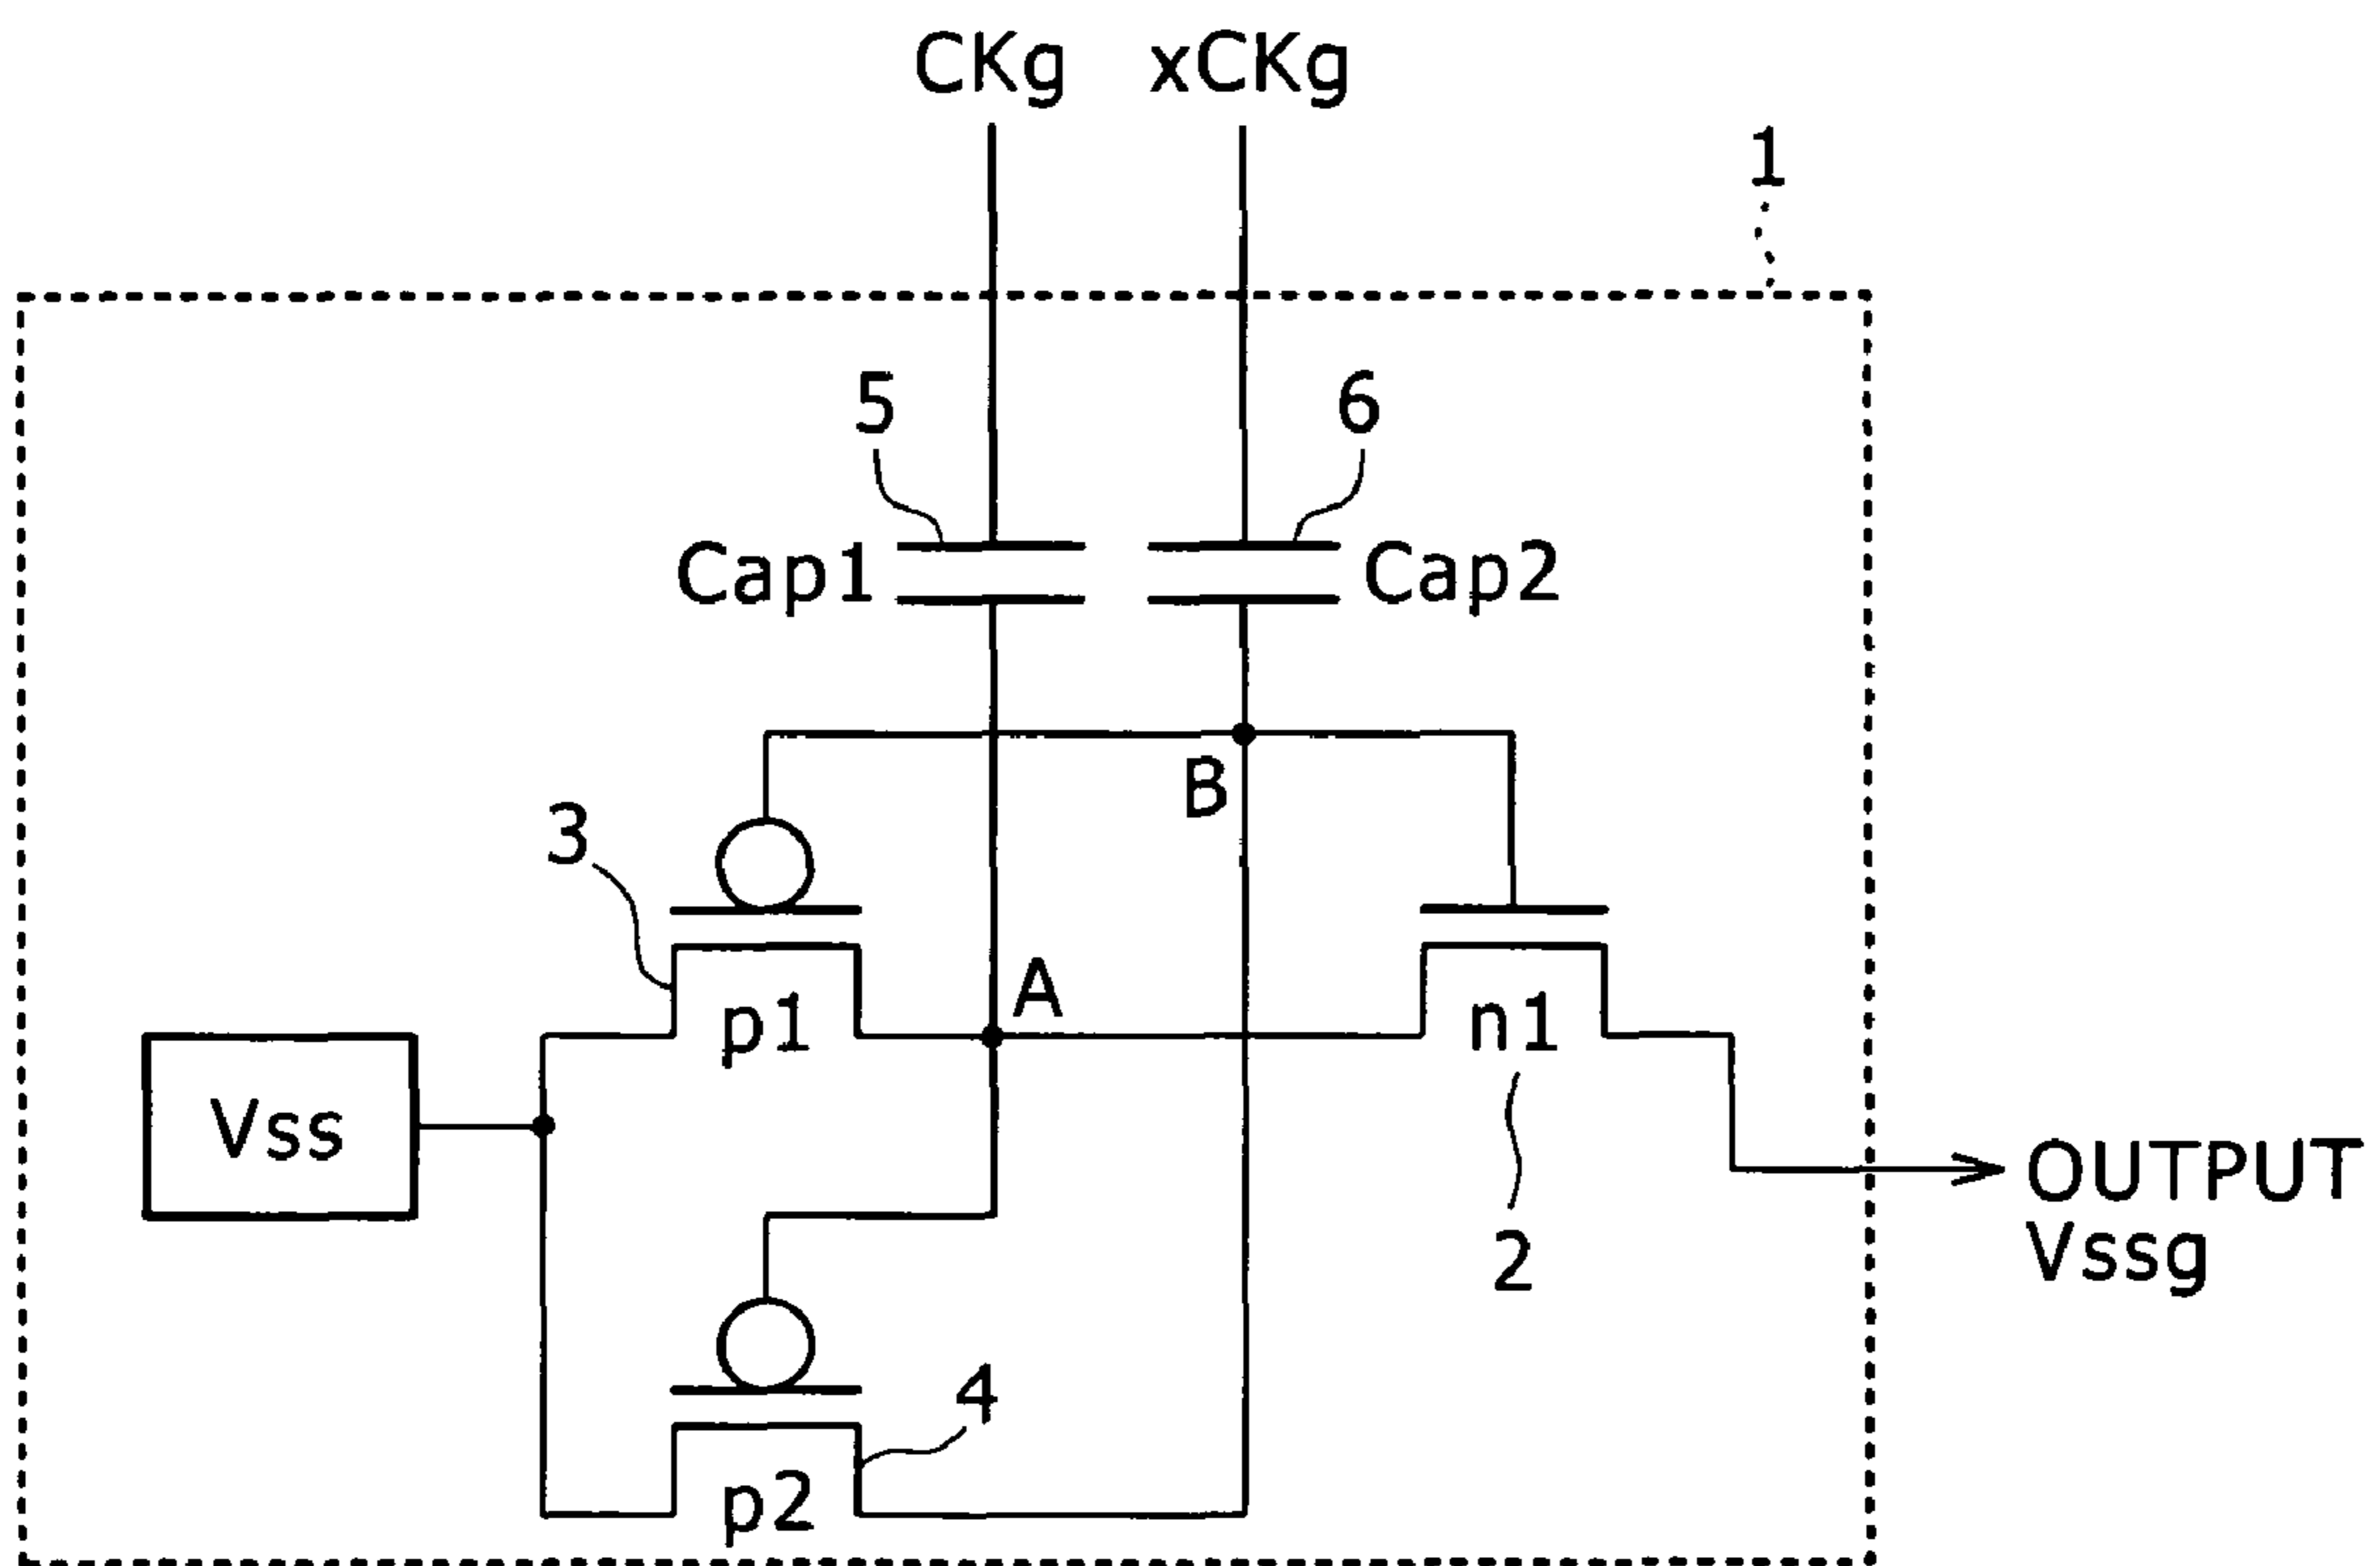 CKg xCKg
1
5 6
Cap1 Cap2
B
3
A
p1 n1
Vss
OUTPUT
Vssg
2
4
p2